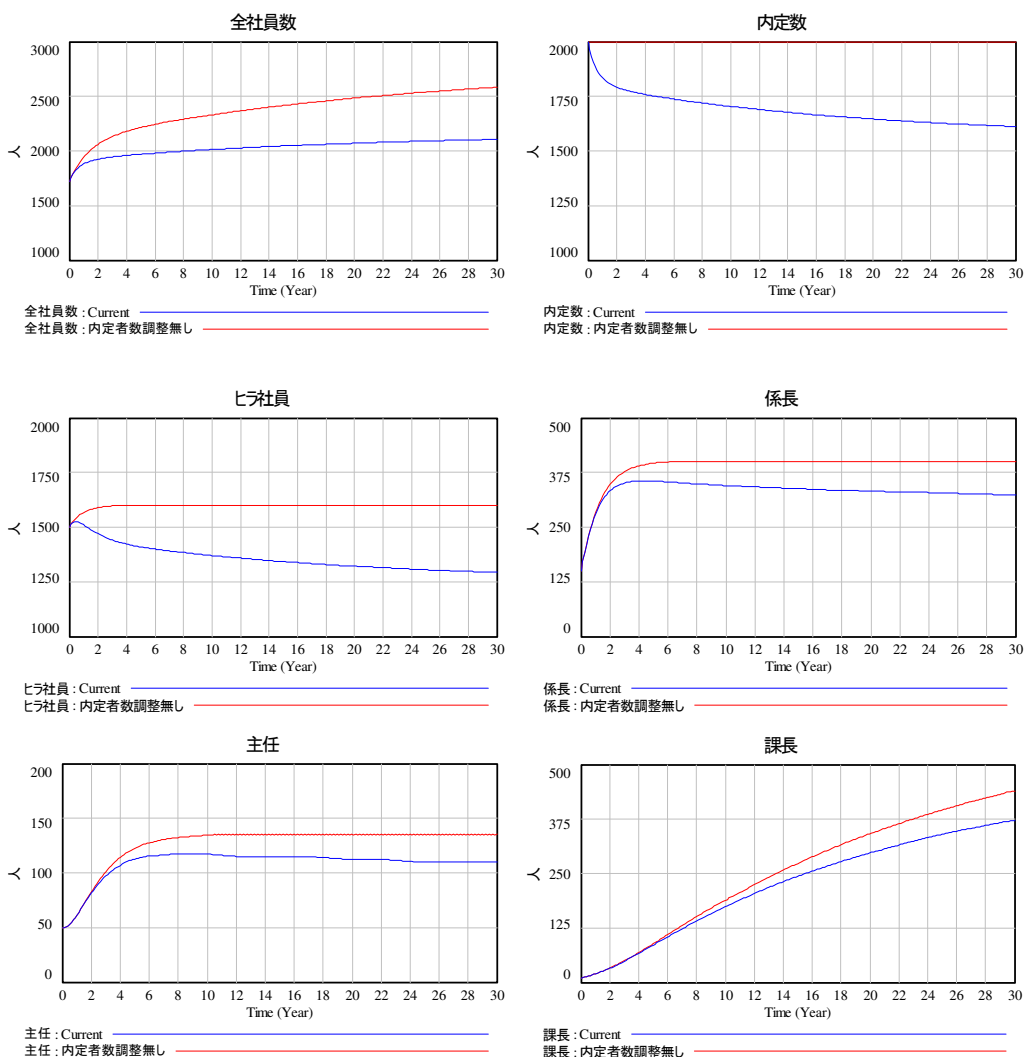 全社員数
3000
2500
2000
1500
1000
人
0 2 4 6 8 10 12 14 16 18 20 22 24 26 28 30
Time (Year)
全社員数 : Current
全社員数 : 内定者数調整無し
内定数
2000
1750
1500
1250
1000
人
0 2 4 6 8 10 12 14 16 18 20 22 24 26 28 30
Time (Year)
内定数 : Current
内定数 : 内定者数調整無し
ヒラ社員
2000
1750
1500
1250
1000
人
0 2 4 6 8 10 12 14 16 18 20 22 24 26 28 30
Time (Year)
ヒラ社員 : Current
ヒラ社員 : 内定者数調整無し
係長
500
375
250
125
0
人
0 2 4 6 8 10 12 14 16 18 20 22 24 26 28 30
Time (Year)
係長 : Current
係長 : 内定者数調整無し
主任
200
150
100
50
0
人
0 2 4 6 8 10 12 14 16 18 20 22 24 26 28 30
Time (Year)
主任 : Current
主任 : 内定者数調整無し
課長
500
375
250
125
0
人
0 2 4 6 8 10 12 14 16 18 20 22 24 26 28 30
Time (Year)
課長 : Current
課長 : 内定者数調整無し